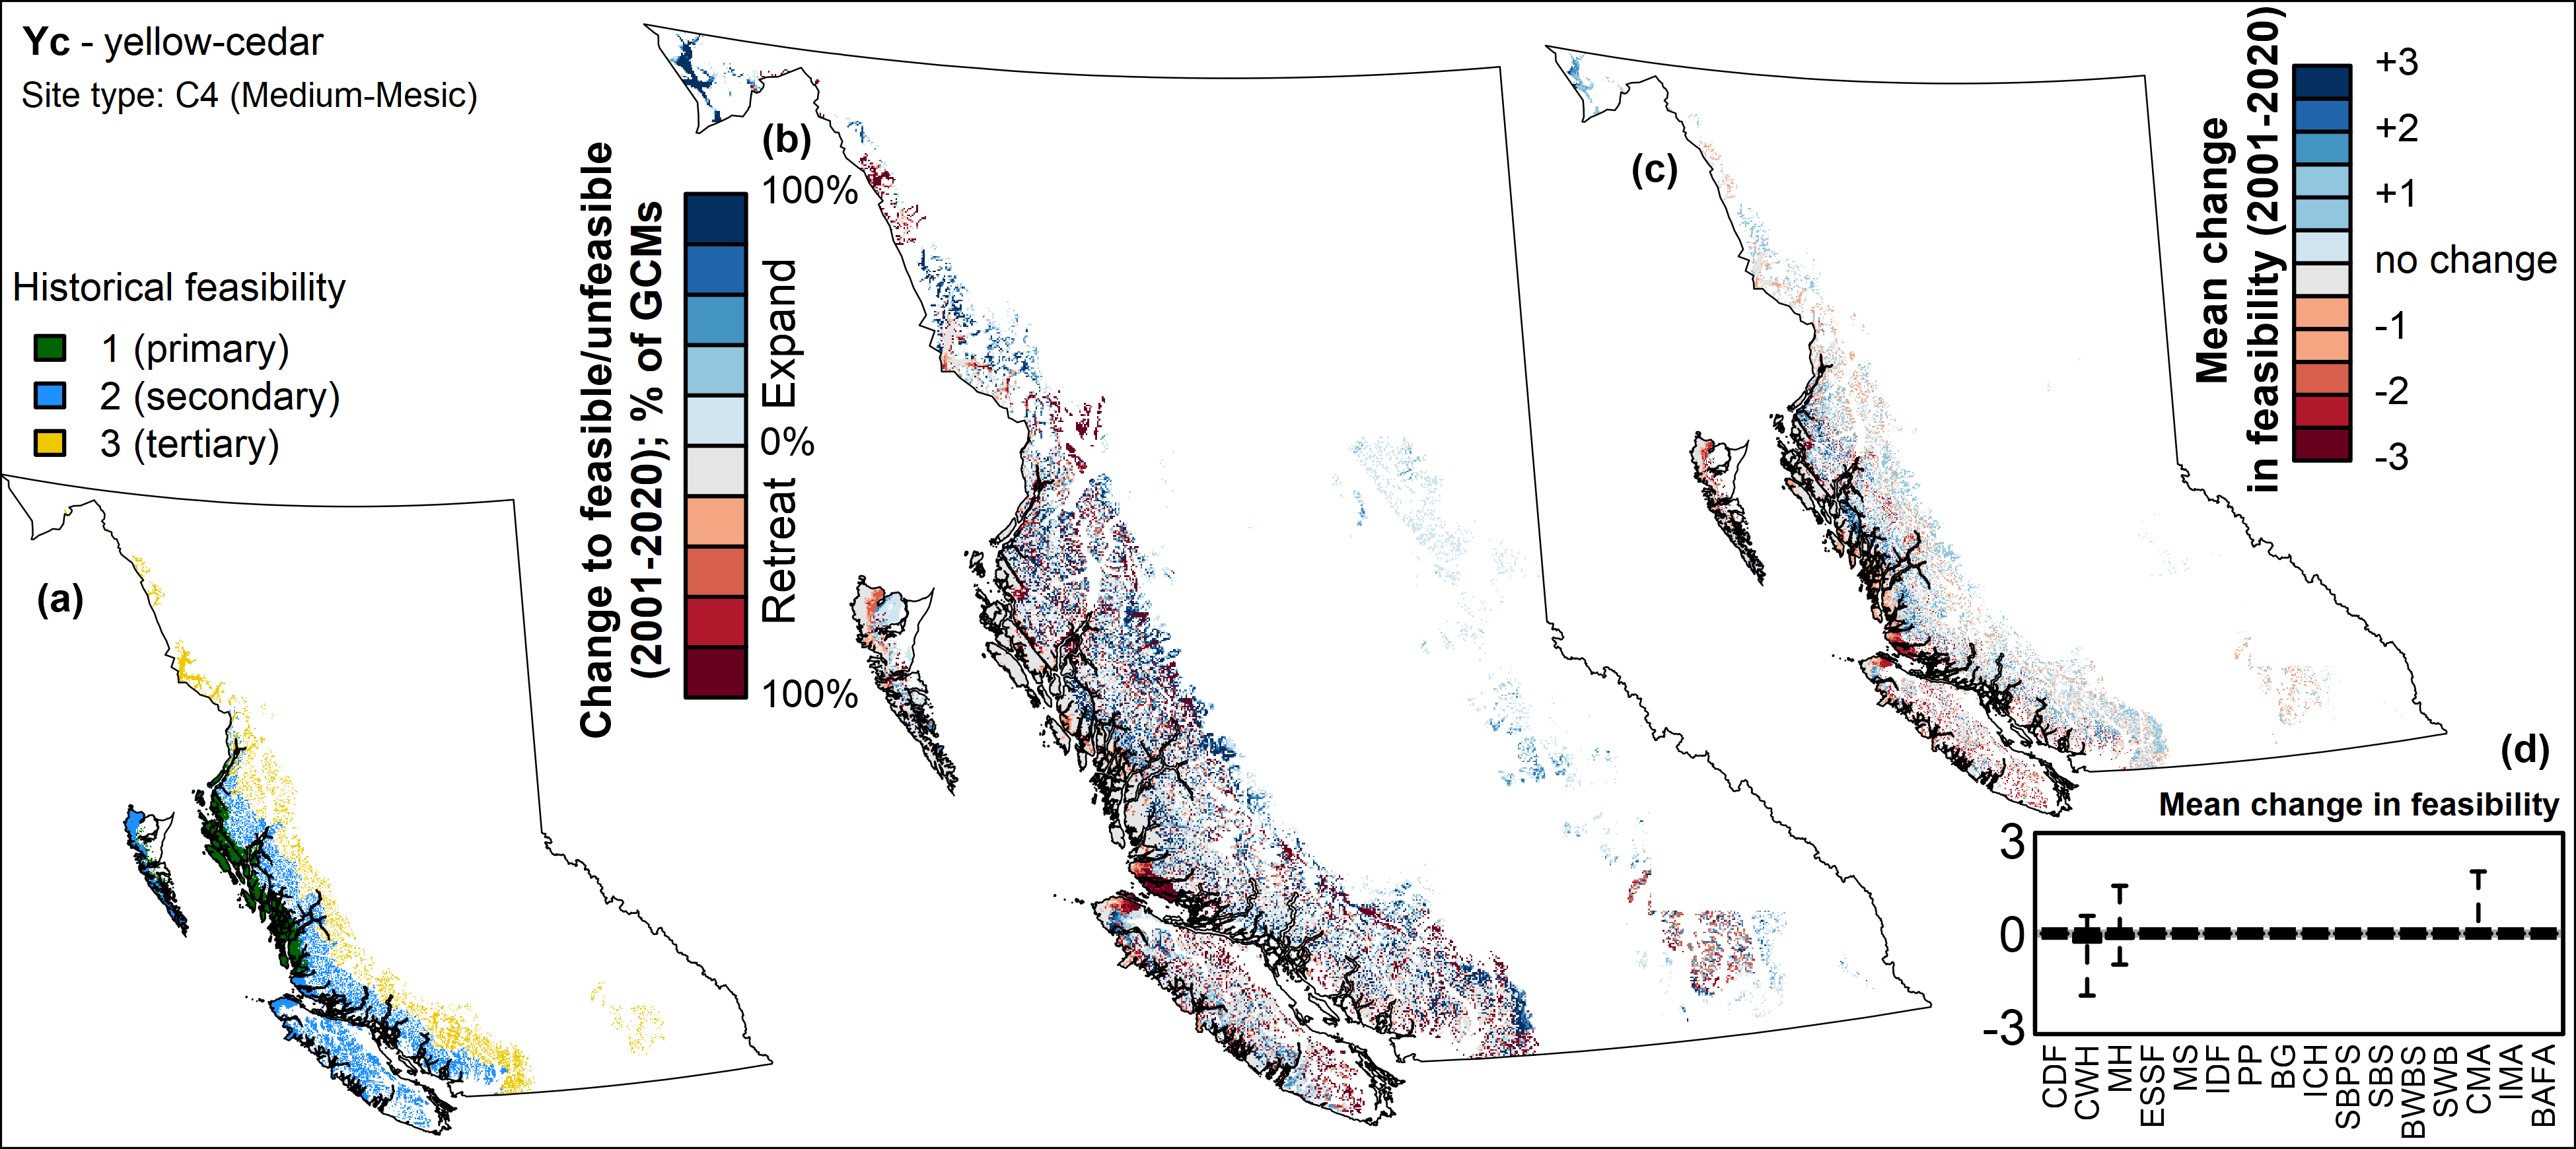 Yc - yellow-cedar
Site type: C4 (Medium-Mesic)
Historical feasibility
1 (primary)
2 (secondary)
3 (tertiary)
(a)
(b)
Change to feasible/unfeasible
(2001-2020); % of GCMs
100%
Expand
0%
Retreat
100%
(c)
Mean change
in feasibility (2001-2020)
+3
+2
+1
no change
-1
-2
-3
(d)
Mean change in feasibility
3
0
-3
CDF
CWH
MH
ESSF
MS
IDF
PP
BG
ICH
SBPS
SBS
BWBS
SWB
CMA
IMA
BAFA